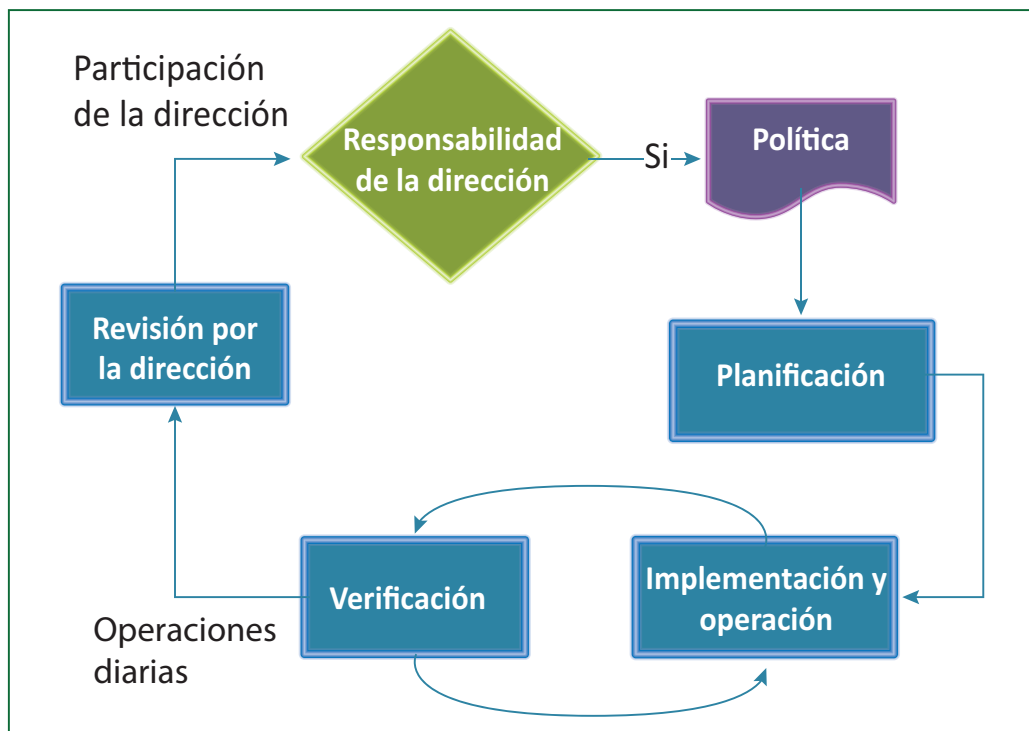 Participación
de la dirección
Responsabilidad
de la dirección
Si
Política
Revisión por
la dirección
Planificación
Verificación
Implementación y
operación
Operaciones
diarias